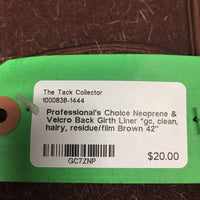 The Tack Collector
1000838-1444
Professional's Choice Neoprene &
Velcro Back Girth Liner "gc, clean,
hairy, residue/film Brown 42"
GC7ZNP
$20.00